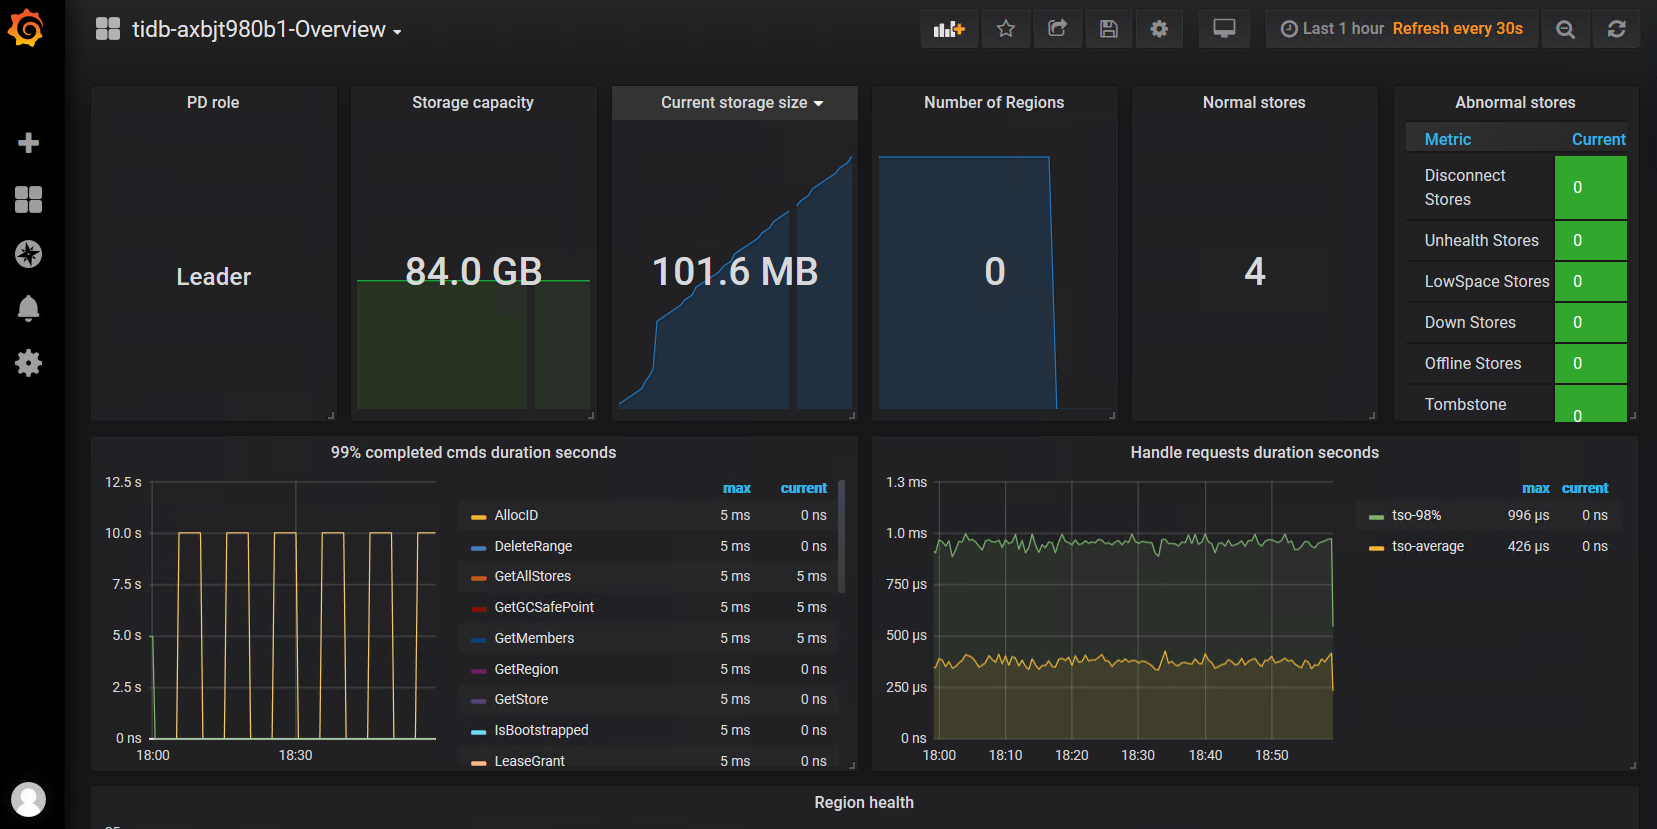 tidb-axbjt980b1-Overview
Last 1 hour Refresh every 30s
PD role
Leader
Storage capacity
84.0 GB
Current storage size
101.6 MB
Number of Regions
0
Normal stores
4
Abnormal stores
Metric Current
Disconnect
Stores 0
Unhealth Stores 0
LowSpace Stores 0
Down Stores 0
Offline Stores 0
Tombstone 0
99% completed cmds duration seconds
12.5 s
10.0 s
7.5 s
5.0 s
2.5 s
0 ns
18:00 18:30
max current
AllocID 5 ms 0 ns
DeleteRange 5 ms 0 ns
GetAllStores 5 ms 5 ms
GetGCSafePoint 5 ms 5 ms
GetMembers 5 ms 5 ms
GetRegion 5 ms 0 ns
GetStore 5 ms 0 ns
IsBootstrapped 5 ms 0 ns
LeaseGrant 5 ms 0 ns
Handle requests duration seconds
1.3 ms
1.0 ms
750 µs
500 µs
250 µs
0 ns
18:00 18:10 18:20 18:30 18:40 18:50
max current
tso-98% 996 µs 0 ns
tso-average 426 µs 0 ns
Region health